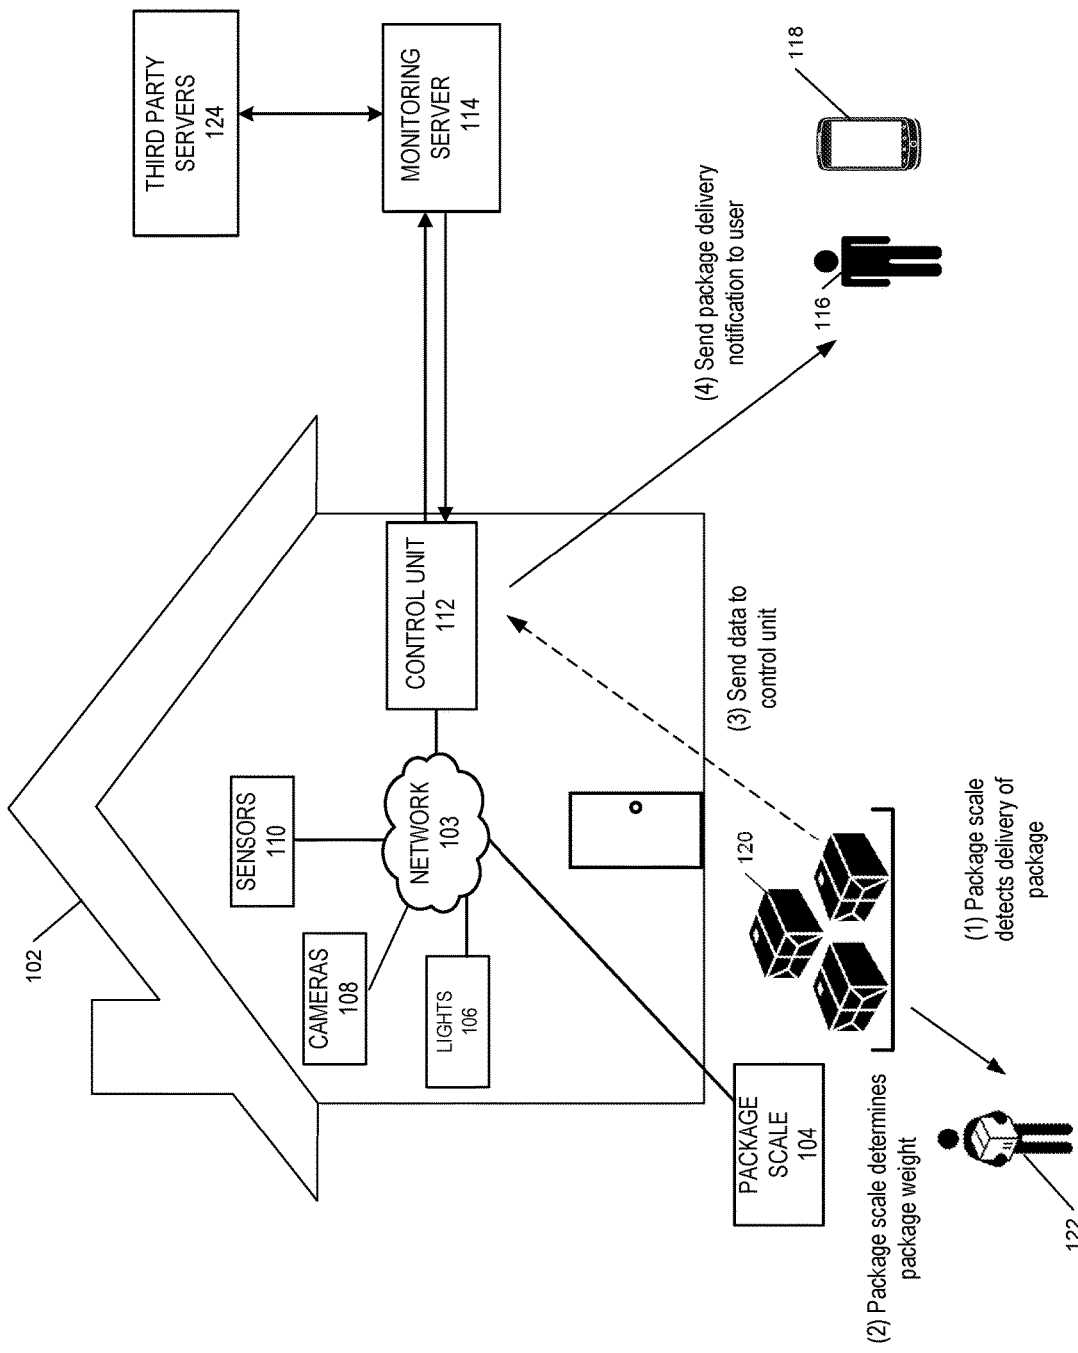 THIRD PARTY
SERVERS
124
MONITORING
SERVER
114
118
(4) Send package delivery
notification to user
116
102
SENSORS
110
CAMERAS
108
LIGHTS
106
NETWORK
103
CONTROL UNIT
112
(3) Send data to
control unit
PACKAGE
SCALE
104
120
(1) Package scale
detects delivery of
package
(2) Package scale determines
package weight
122